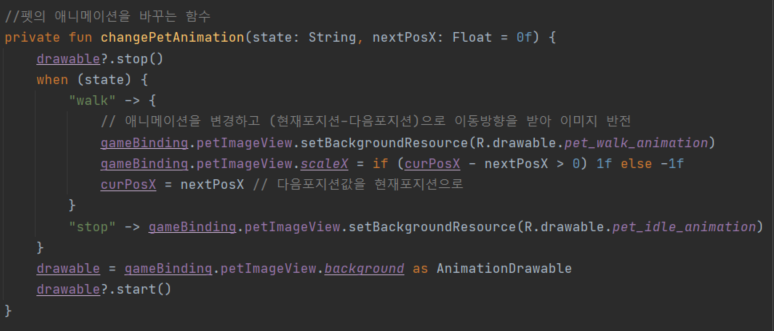 //펫의 애니메이션을 바꾸는 함수
private fun changePetAnimation(state: String, nextPosX: Float = 0f) {
    drawable?.stop()
    when (state) {
        "walk" -> {
            // 애니메이션을 변경하고 (현재포지션-다음포지션)으로 이동방향을 받아 이미지 반전
            gameBinding.petImageView.setBackgroundResource(R.drawable.pet_walk_animation)
            gameBinding.petImageView.scaleX = if (curPosX - nextPosX > 0) 1f else -1f
            curPosX = nextPosX // 다음포지션값을 현재포지션으로
        }
        "stop" -> gameBinding.petImageView.setBackgroundResource(R.drawable.pet_idle_animation)
    }
    drawable = gameBinding.petImageView.background as AnimationDrawable
    drawable?.start()
}